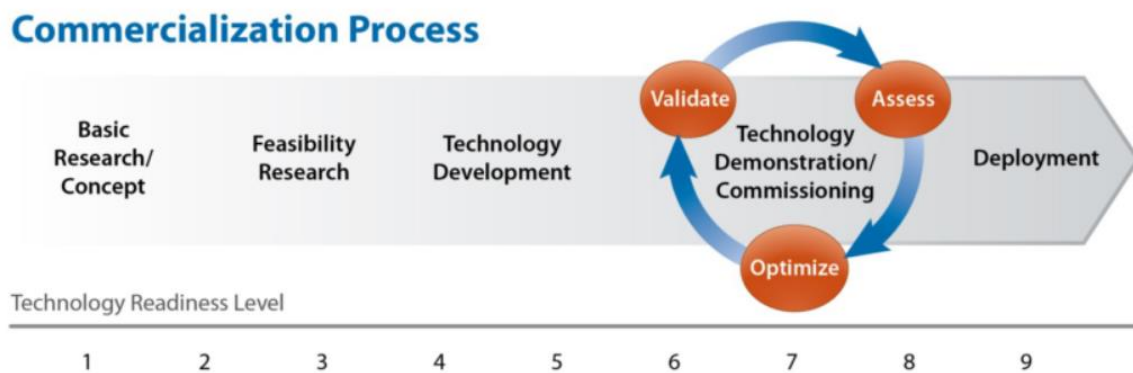 Commercialization Process
Basic
Research/
Concept
Feasibility
Research
Technology
Development
Validate
Assess
Technology
Demonstration/
Commissioning
Optimize
Deployment
Technology Readiness Level
1 2 3 4 5 6 7 8 9